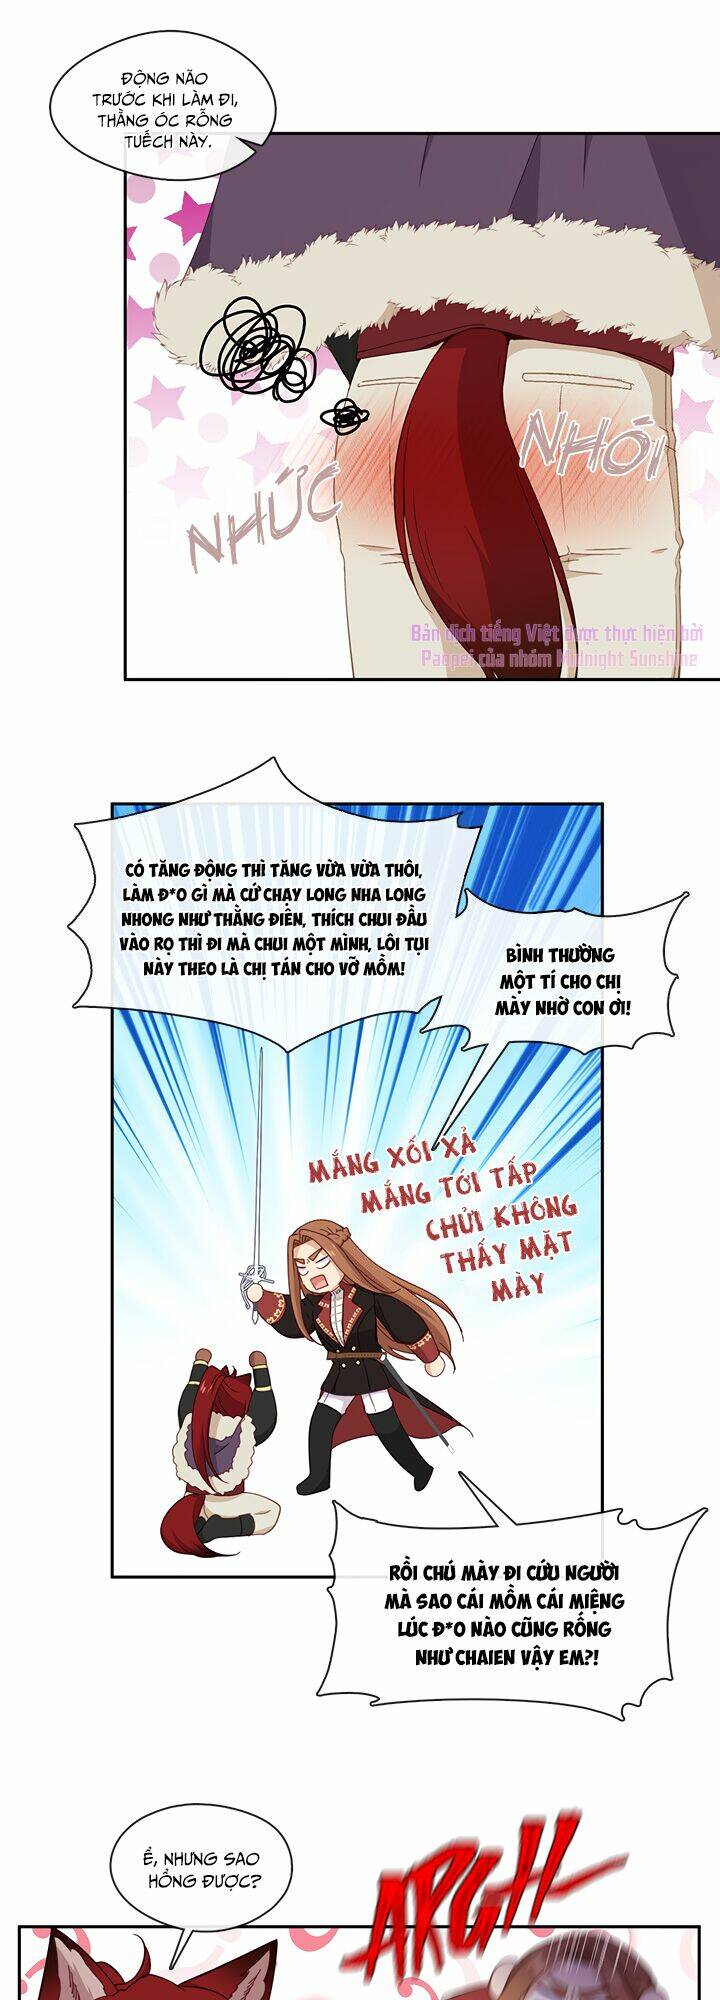 ĐỘNG NÃO
TRƯỚC KHI LÀM ĐI,
THẰNG ÓC RỖNG
TUẾCH NÀY.
NHỨC
NHÓI
Bản dịch tiếng Việt được thực hiện bởi
Paopei của nhóm Midnight Sunshine
CÓ TĂNG ĐỘNG THÌ TĂNG VỪA VỪA THÔI,
LÀM Đ*O GÌ MÀ CỨ CHẠY LONG NHA LONG
NHONG NHƯ THẰNG ĐIÊN, THÍCH CHUI ĐẦU
VÀO RỌ THÌ ĐI MÀ CHUI MỘT MÌNH, LÔI TỤI
NÀY THEO LÀ CHỊ TÁN CHO VỠ MỒM!
BÌNH THƯỜNG
MỘT TÍ CHO CHỊ
MÀY NHỜ CON ƠI!
MẮNG XỐI XẢ
MẮNG TỚI TẤP
CHỬI KHÔNG
THẤY MẶT
MÀY
RỒI CHÚ MÀY ĐI CỨU NGƯỜI
MÀ SAO CÁI MỒM CÁI MIỆNG
LÚC Đ*O NÀO CŨNG RỐNG
NHƯ CHAIEN VẬY EM?!
Ể, NHƯNG SAO
HỔNG ĐƯỢC?
ARGH--